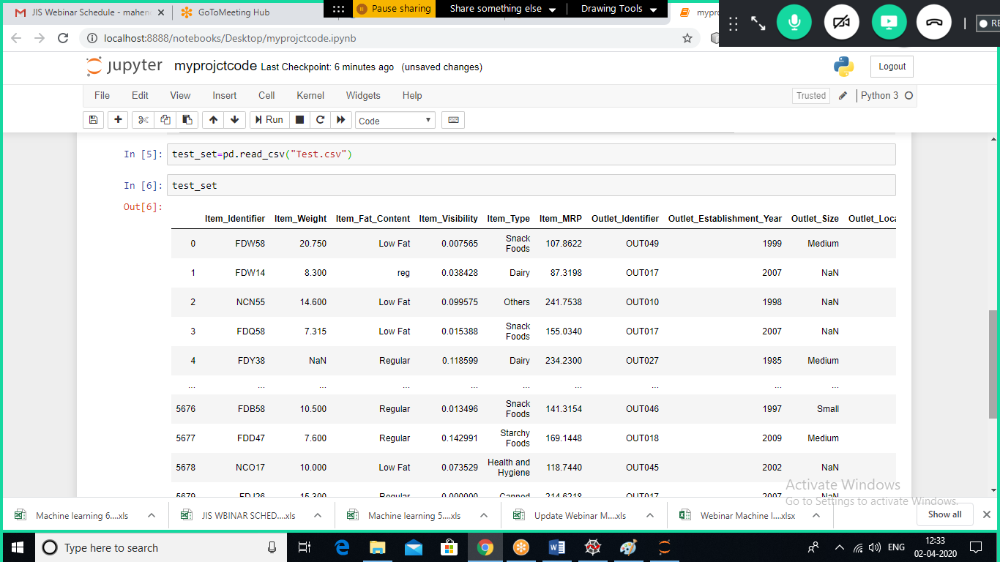 JIS Webinar Schedule - mahen
GoToMeeting Hub
Pause sharing
Share something else
Drawing Tools
mypro
localhost:8888/notebooks/Desktop/myprojctcode.ipynb
jupyter myprojctcode Last Checkpoint: 6 minutes ago (unsaved changes)
Logout
File Edit View Insert Cell Kernel Widgets Help
Trusted
Python 3
Run
Code
In [5]: test_set=pd.read_csv("Test.csv")
In [6]: test_set
Out[6]:
Item_Identifier Item_Weight Item_Fat_Content Item_Visibility Item_Type Item_MRP Outlet_Identifier Outlet_Establishment_Year Outlet_Size Outlet_Loca
0 FDW58 20.750 Low Fat 0.007565 Snack Foods 107.8622 OUT049 1999 Medium
1 FDW14 8.300 reg 0.038428 Dairy 87.3198 OUT017 2007 NaN
2 NCN55 14.600 Low Fat 0.099575 Others 241.7538 OUT010 1998 NaN
3 FDQ58 7.315 Low Fat 0.015388 Snack Foods 155.0340 OUT017 2007 NaN
4 FDY38 NaN Regular 0.118599 Dairy 234.2300 OUT027 1985 Medium
... ... ... ... ... ... ... ... ... ...
5676 FDB58 10.500 Regular 0.013496 Snack Foods 141.3154 OUT046 1997 Small
5677 FDD47 7.600 Regular 0.142991 Starchy Foods 169.1448 OUT018 2009 Medium
5678 NCO17 10.000 Low Fat 0.073529 Health and Hygiene 118.7440 OUT045 2002 NaN
5679 FDJ26 15.300 Regular 0.000000 Canned 214.6218 OUT017 2007 NaN
Activate Windows
Go to Settings to activate Windows.
Machine learning 6....xls
JIS WBINAR SCHED....xls
Machine learning 5....xls
Update Webinar M....xls
Webinar Machine l....xlsx
Show all
Type here to search
ENG
12:33
02-04-2020